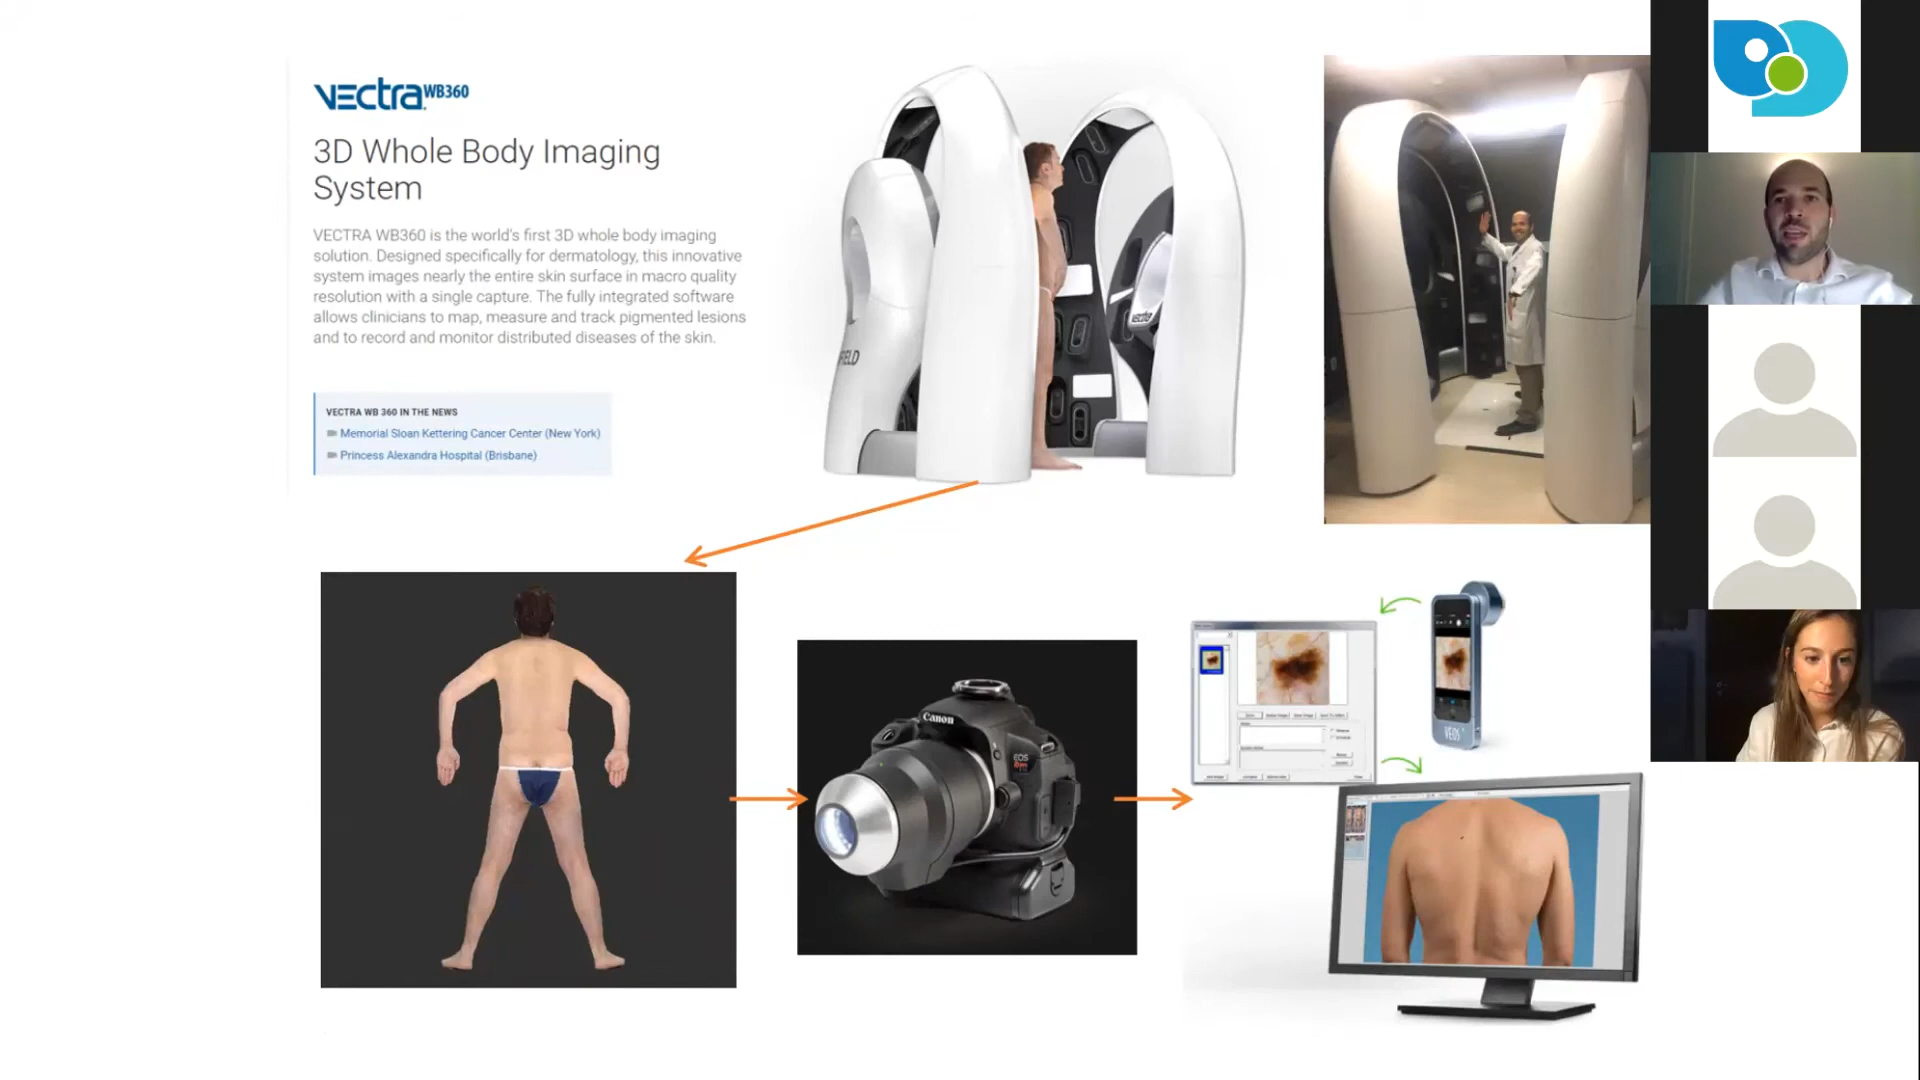 vectra WB360
3D Whole Body Imaging
System
VECTRA WB360 is the world's first 3D whole body imaging
solution. Designed specifically for dermatology, this innovative
system images nearly the entire skin surface in macro quality
resolution with a single capture. The fully integrated software
allows clinicians to map, measure and track pigmented lesions
and to record and monitor distributed diseases of the skin.
VECTRA WB 360 IN THE NEWS
Memorial Sloan Kettering Cancer Center (New York)
Princess Alexandra Hospital (Brisbane)
FIELD
vectra
Canon
EOS
VEOS